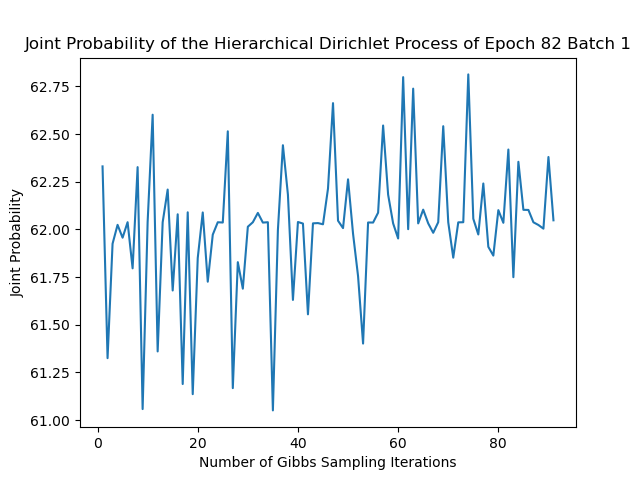 Joint Probability of the Hierarchical Dirichlet Process of Epoch 82 Batch 1
Joint Probability
62.75
62.50
62.25
62.00
61.75
61.50
61.25
61.00
0 20 40 60 80
Number of Gibbs Sampling Iterations